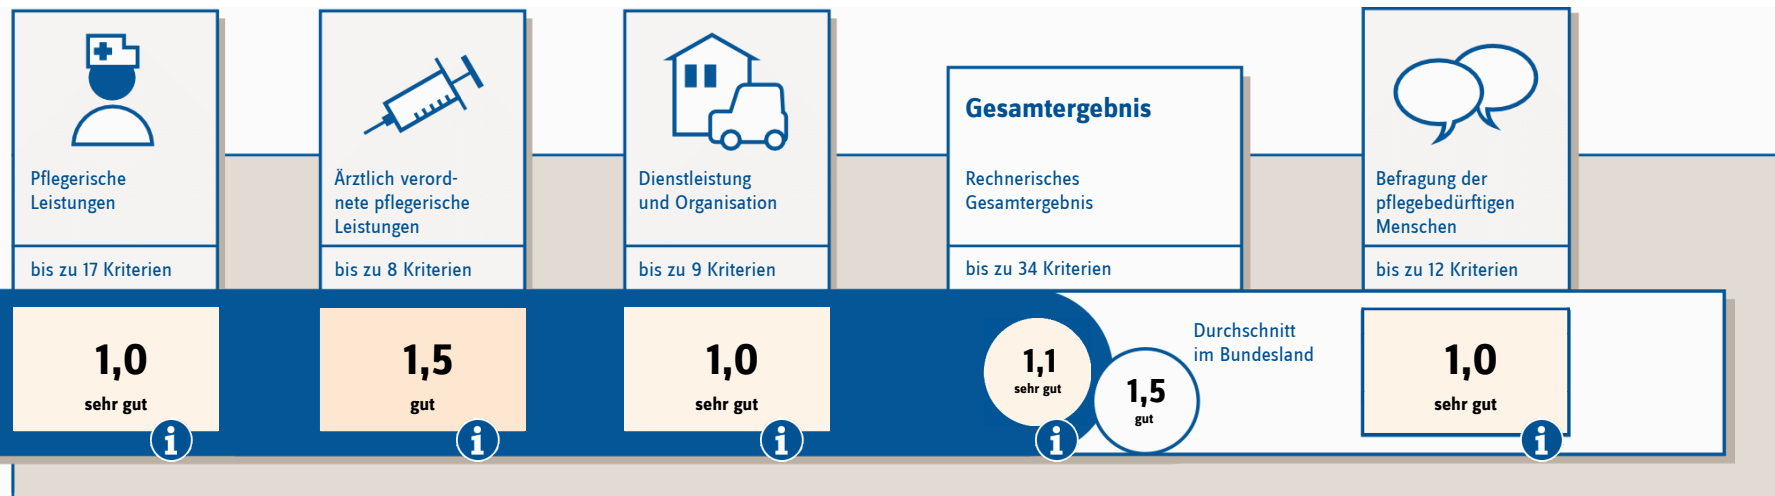 Pflegerische
Leistungen
bis zu 17 Kriterien
1,0
sehr gut
Ärztlich verord-
nete pflegerische
Leistungen
bis zu 8 Kriterien
1,5
gut
Dienstleistung
und Organisation
bis zu 9 Kriterien
1,0
sehr gut
Gesamtergebnis
Rechnerisches
Gesamtergebnis
bis zu 34 Kriterien
1,1
sehr gut
1,5
gut
Durchschnitt
im Bundesland
Befragung der
pflegebedürftigen
Menschen
bis zu 12 Kriterien
1,0
sehr gut